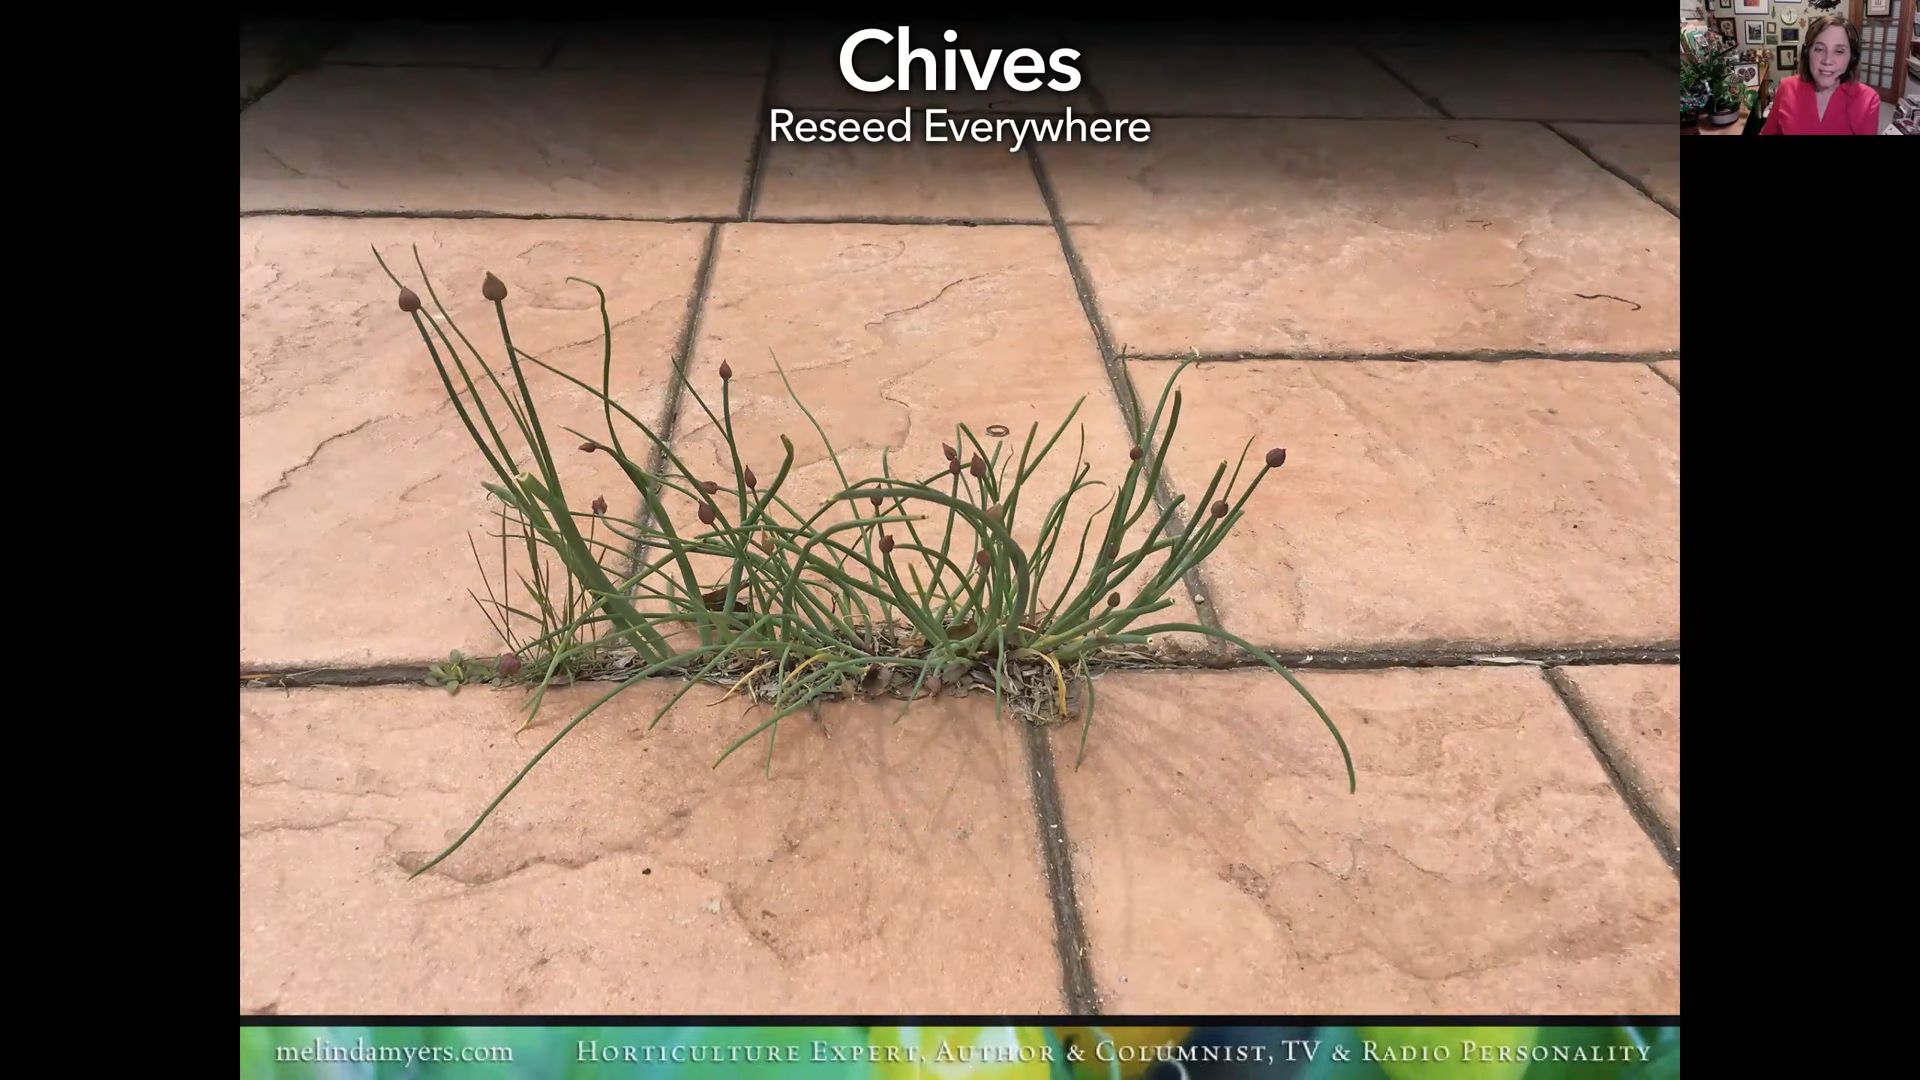 Chives
Reseed Everywhere
melindamyers.com Horticulture Expert, Author & Columnist, TV & Radio Personality